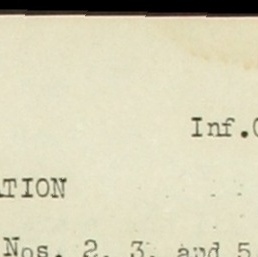 Inf.
ATION
Nos. 2, 3, and 5